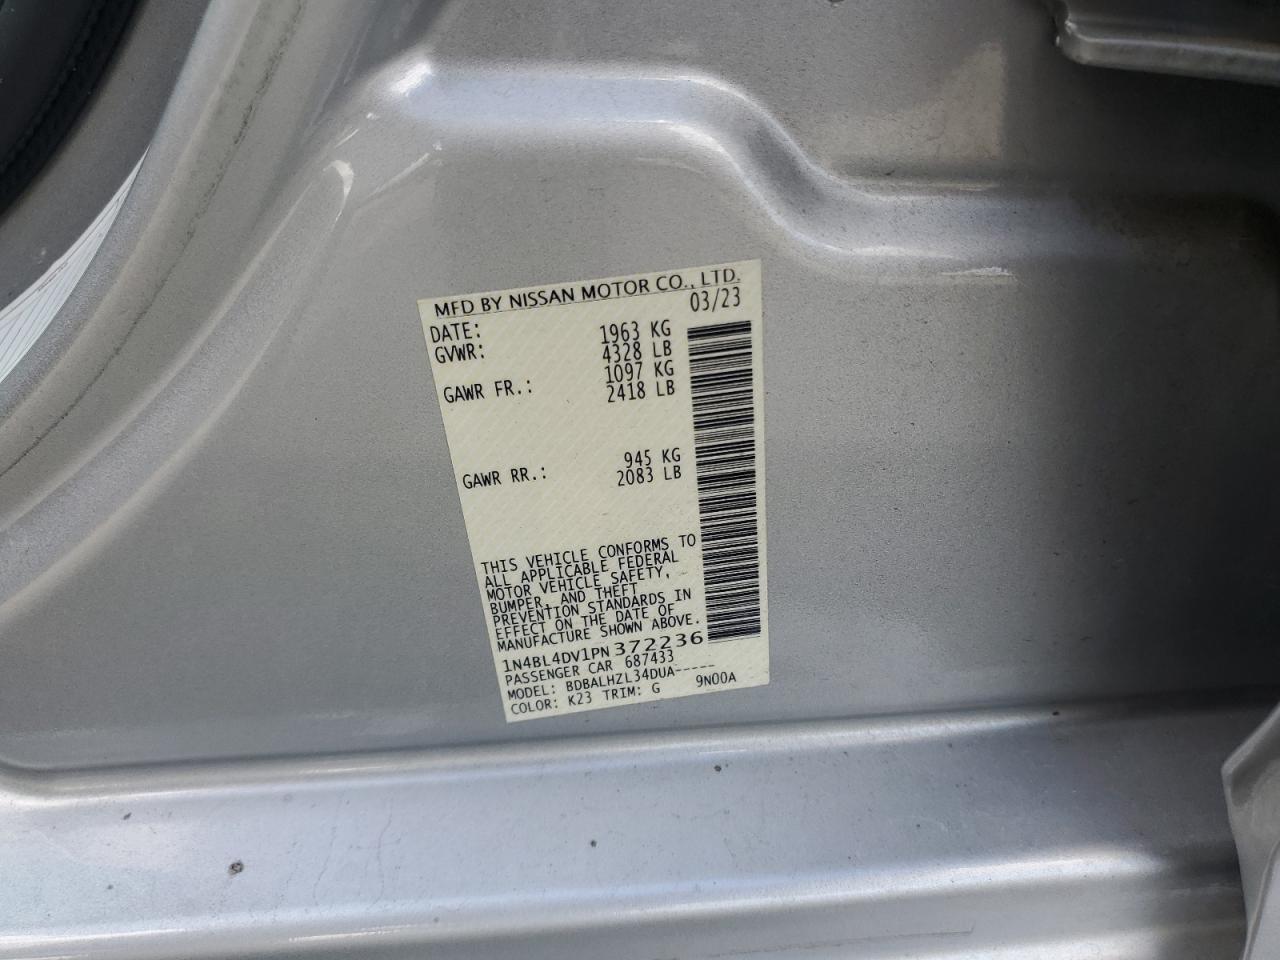 MFD BY NISSAN MOTOR CO., LTD.
DATE: 03/23
GVWR: 1963 KG
4328 LB
GAWR FR.: 1097 KG
2418 LB
GAWR RR.: 945 KG
2083 LB
THIS VEHICLE CONFORMS TO
ALL APPLICABLE FEDERAL
MOTOR VEHICLE SAFETY,
BUMPER, AND THEFT
PREVENTION STANDARDS IN
EFFECT ON THE DATE OF
MANUFACTURE SHOWN ABOVE.
1N4BL4DV1PN372236
PASSENGER CAR 687433
MODEL: BDBALHZL34DUA-----
COLOR: K23 TRIM: G 9N00A